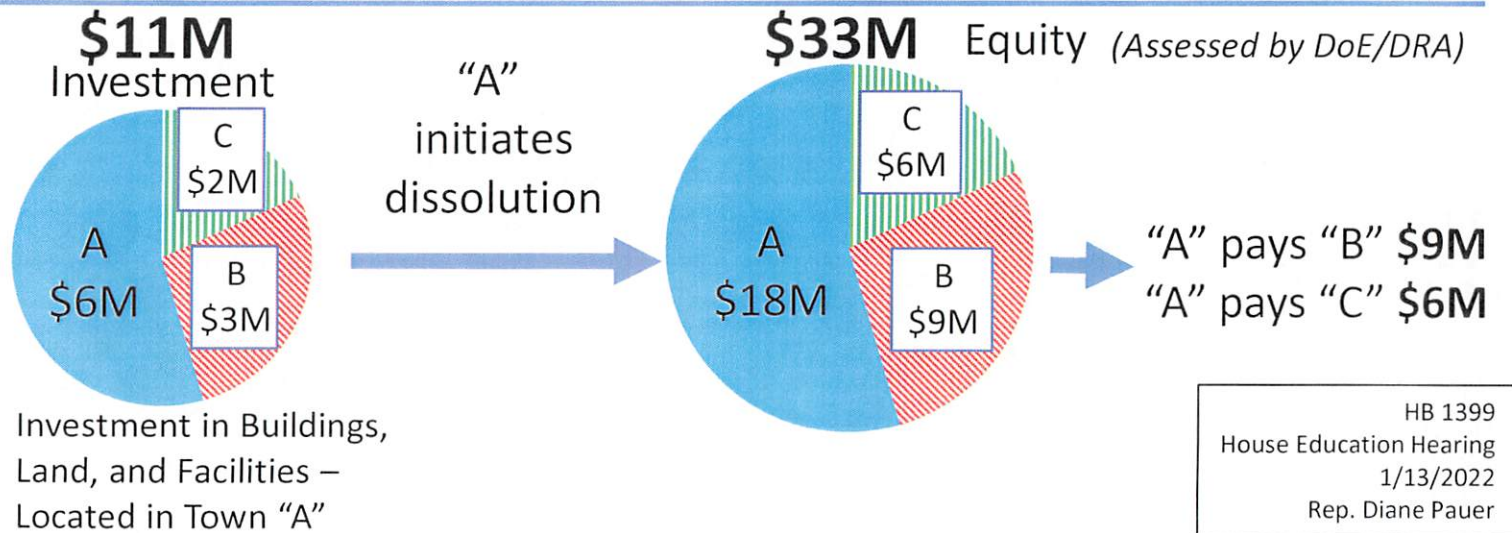 $11M
Investment
C
$2M
A
$6M
B
$3M
Investment in Buildings,
Land, and Facilities –
Located in Town “A”
“A”
initiates
dissolution
$33M Equity (Assessed by DoE/DRA)
C
$6M
A
$18M
B
$9M
“A” pays “B” $9M
“A” pays “C” $6M
HB 1399
House Education Hearing
1/13/2022
Rep. Diane Pauer